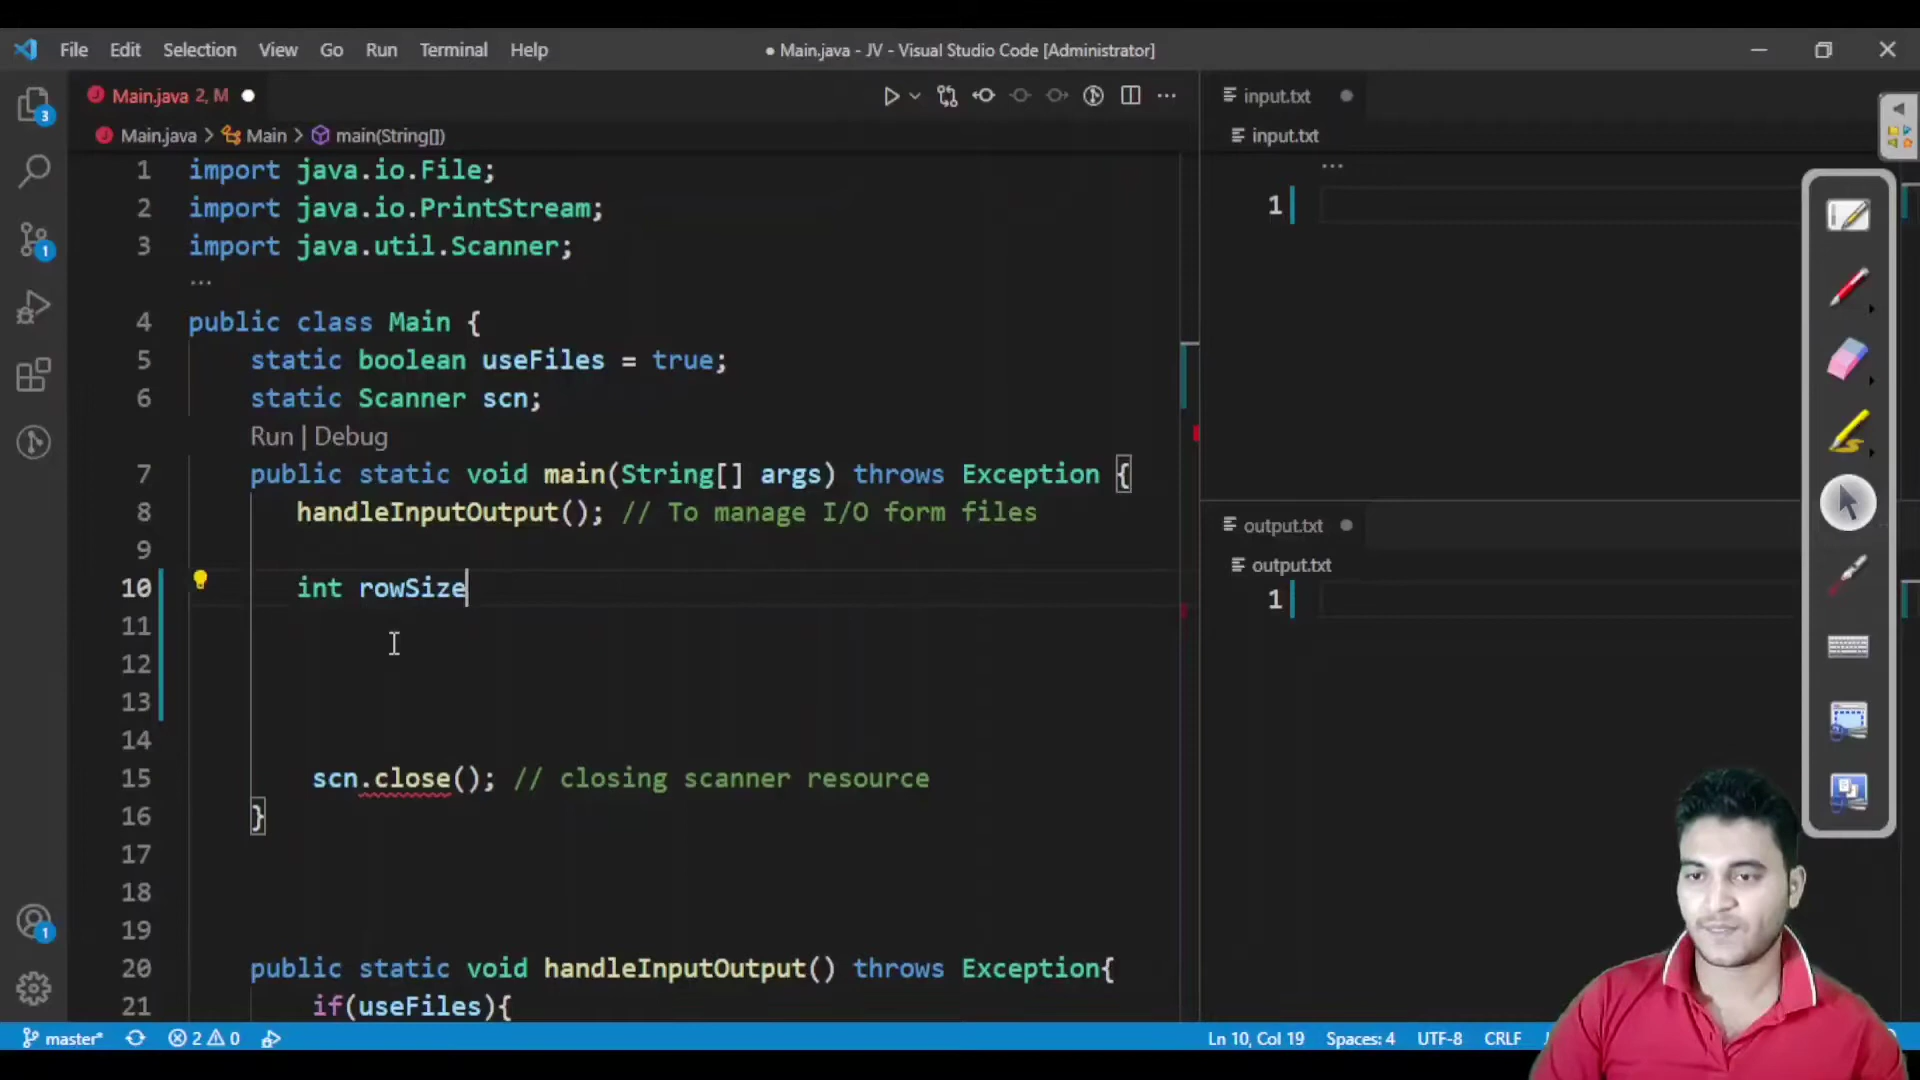 File Edit Selection View Go Run Terminal Help
● Main.java - JV - Visual Studio Code [Administrator]
Main.java 2, M ●
Main.java > Main > main(String[])
1 import java.io.File;
2 import java.io.PrintStream;
3 import java.util.Scanner;
...
4 public class Main {
5 static boolean useFiles = true;
6 static Scanner scn;
Run | Debug
7 public static void main(String[] args) throws Exception {
8 handleInputOutput(); // To manage I/O form files
9
10 int rowSize
11
12
13
14
15 scn.close(); // closing scanner resource
16 }
17
18
19
20 public static void handleInputOutput() throws Exception{
21 if(useFiles){
input.txt ●
input.txt
...
1
output.txt ●
output.txt
1
3
1
1
master* 2 0
Ln 10, Col 19 Spaces: 4 UTF-8 CRLF